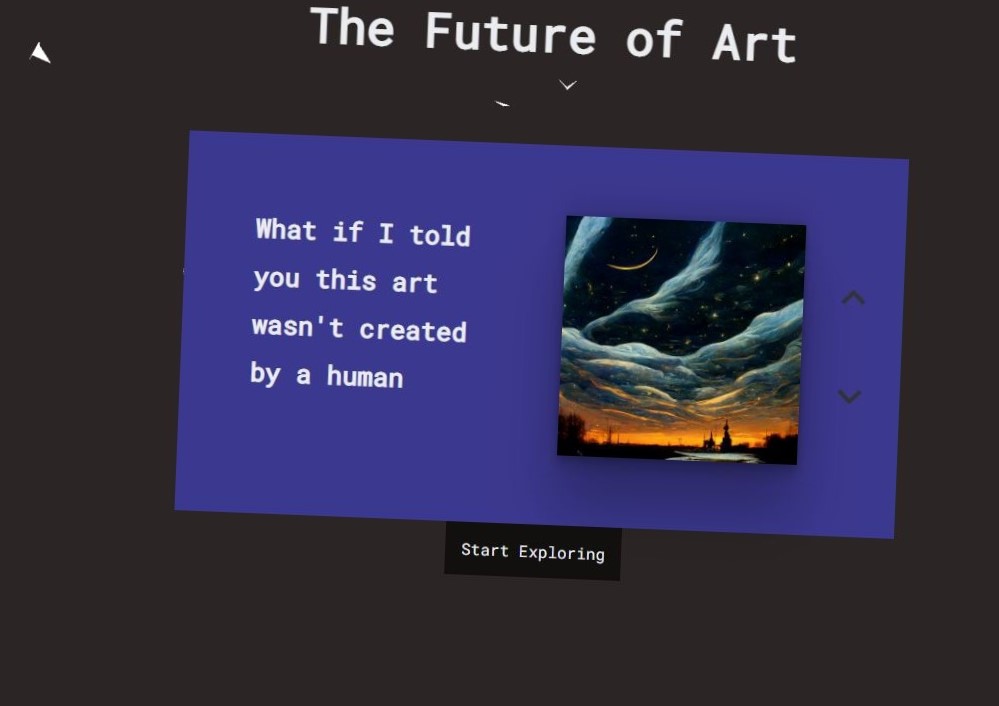 The Future of Art
What if I told
you this art
wasn't created
by a human
Start Exploring